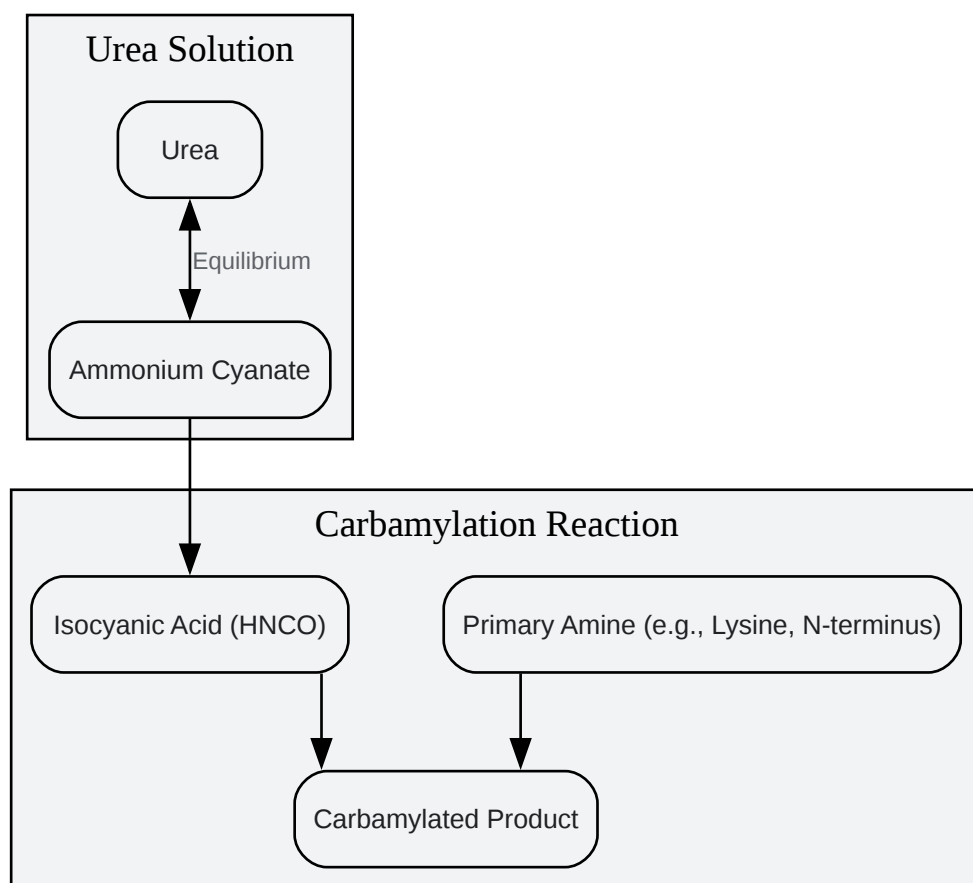 Urea Solution
Urea
Equilibrium
Ammonium Cyanate
Carbamylation Reaction
Isocyanic Acid (HNCO)
Primary Amine (e.g., Lysine, N-terminus)
Carbamylated Product